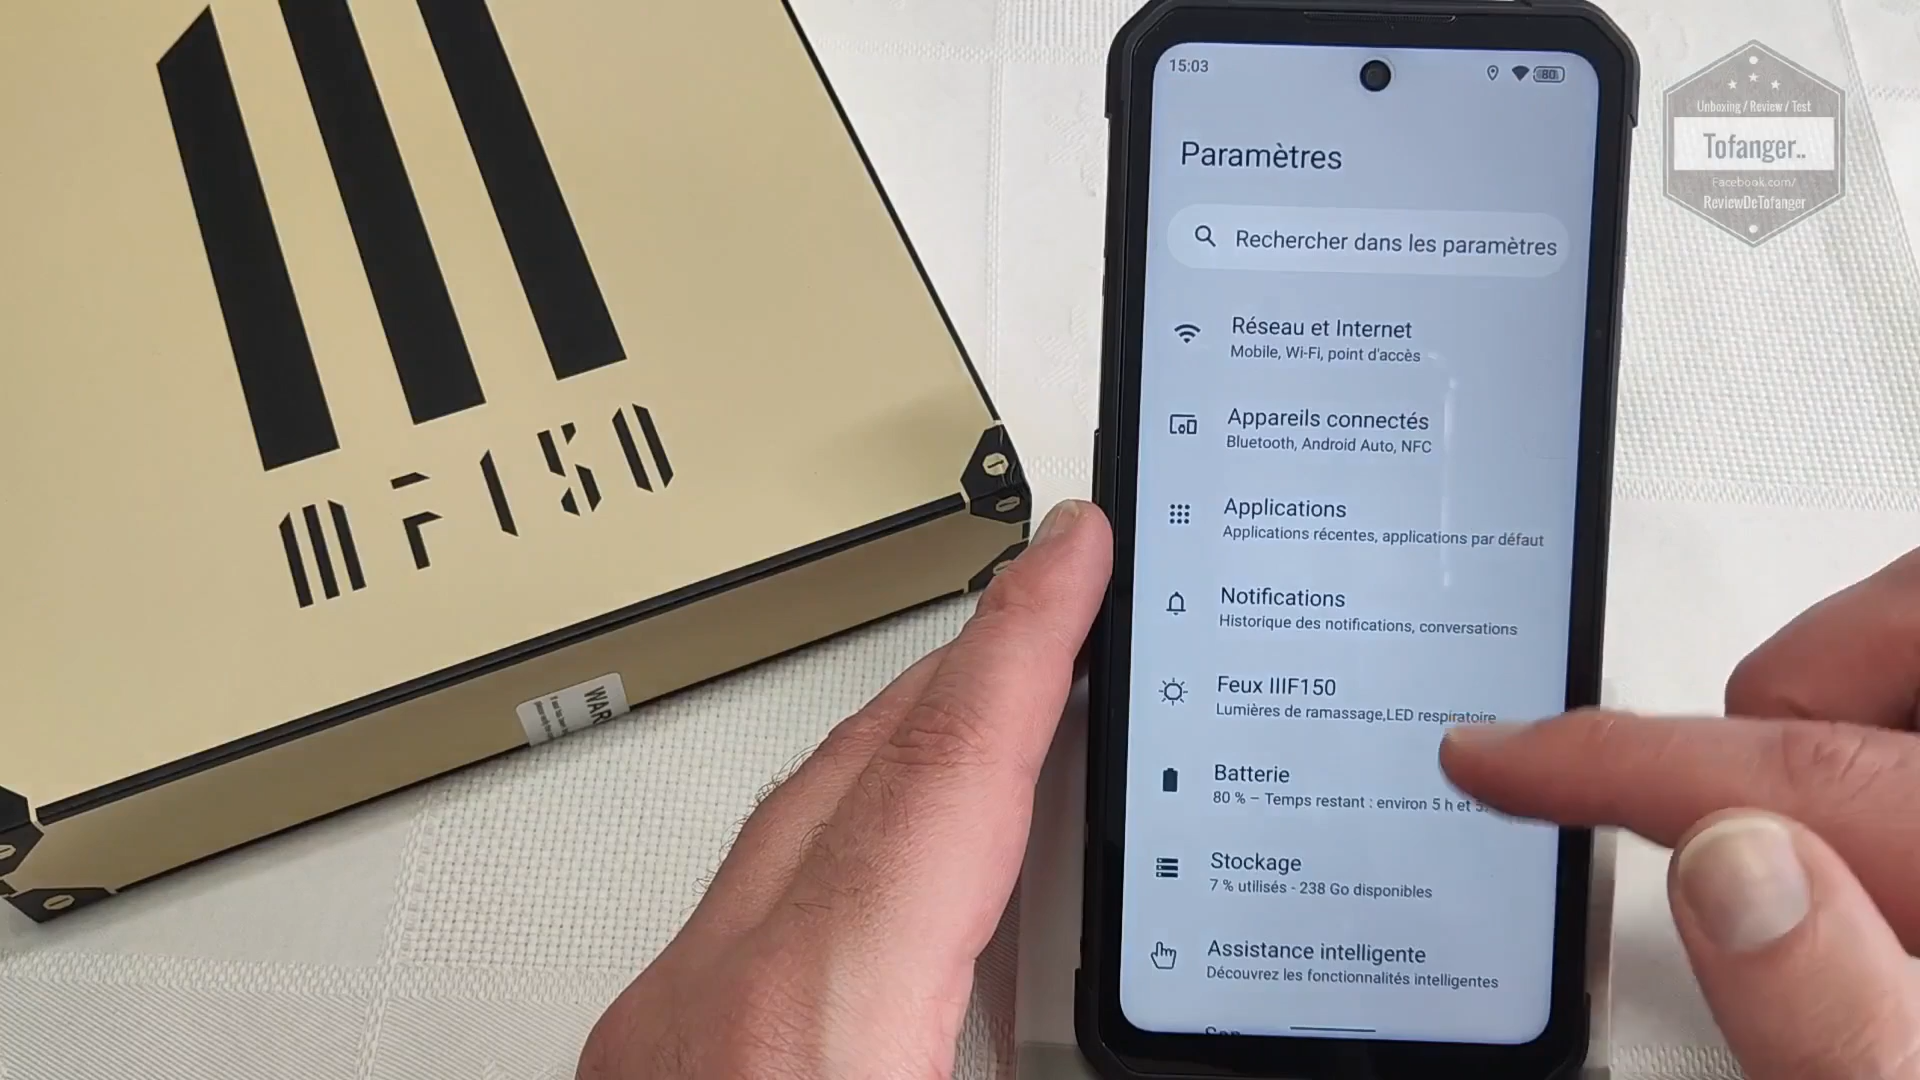 IIIF150
WAR
15:03
80
Paramètres
Rechercher dans les paramètres
Réseau et Internet
Mobile, Wi-Fi, point d'accès
Appareils connectés
Bluetooth, Android Auto, NFC
Applications
Applications récentes, applications par défaut
Notifications
Historique des notifications, conversations
Feux IIIF150
Lumières de ramassage,LED respiratoire
Batterie
80 % – Temps restant : environ 5 h et
Stockage
7 % utilisés - 238 Go disponibles
Assistance intelligente
Découvrez les fonctionnalités intelligentes
Son
Unboxing / Review / Test
Tofanger..
Facebook.com/
ReviewDeTofanger